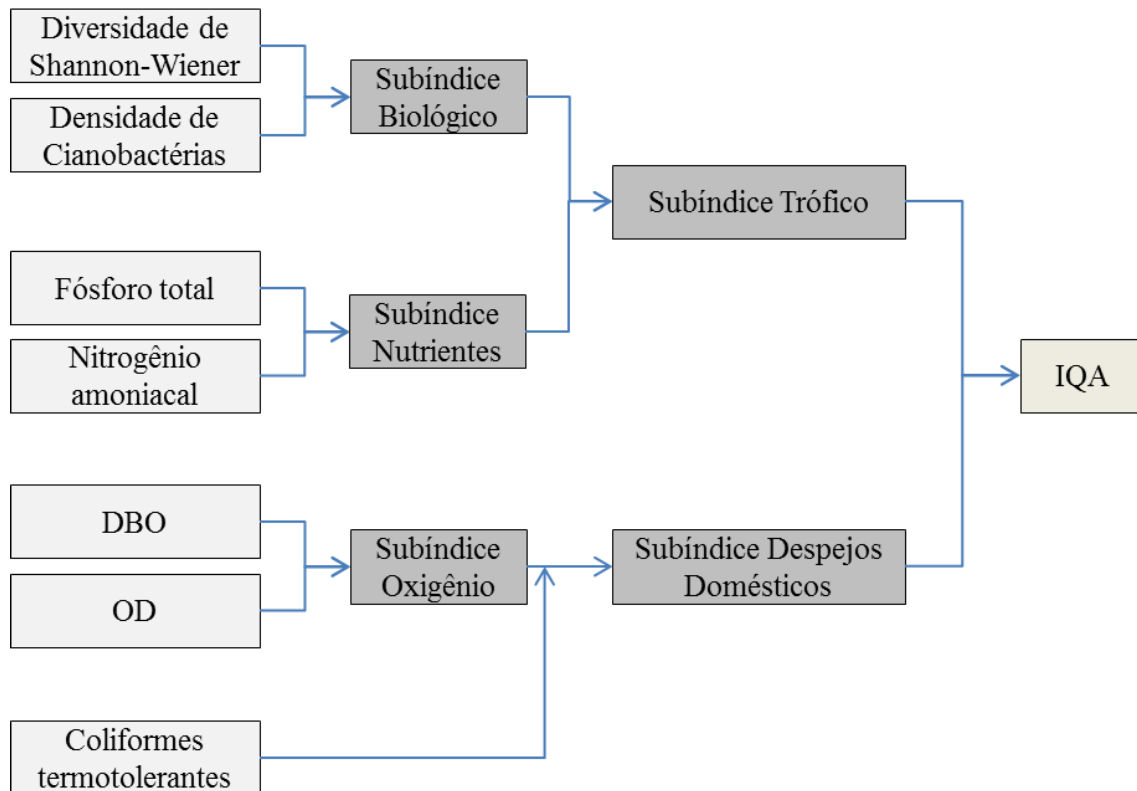 Diversidade de
Shannon-Wiener
Densidade de
Cianobactérias
Subíndice
Biológico
Subíndice Trófico
Fósforo total
Nitrogênio
amoniacal
Subíndice
Nutrientes
IQA
DBO
OD
Subíndice
Oxigênio
Subíndice Despejos
Domésticos
Coliformes
termotolerantes